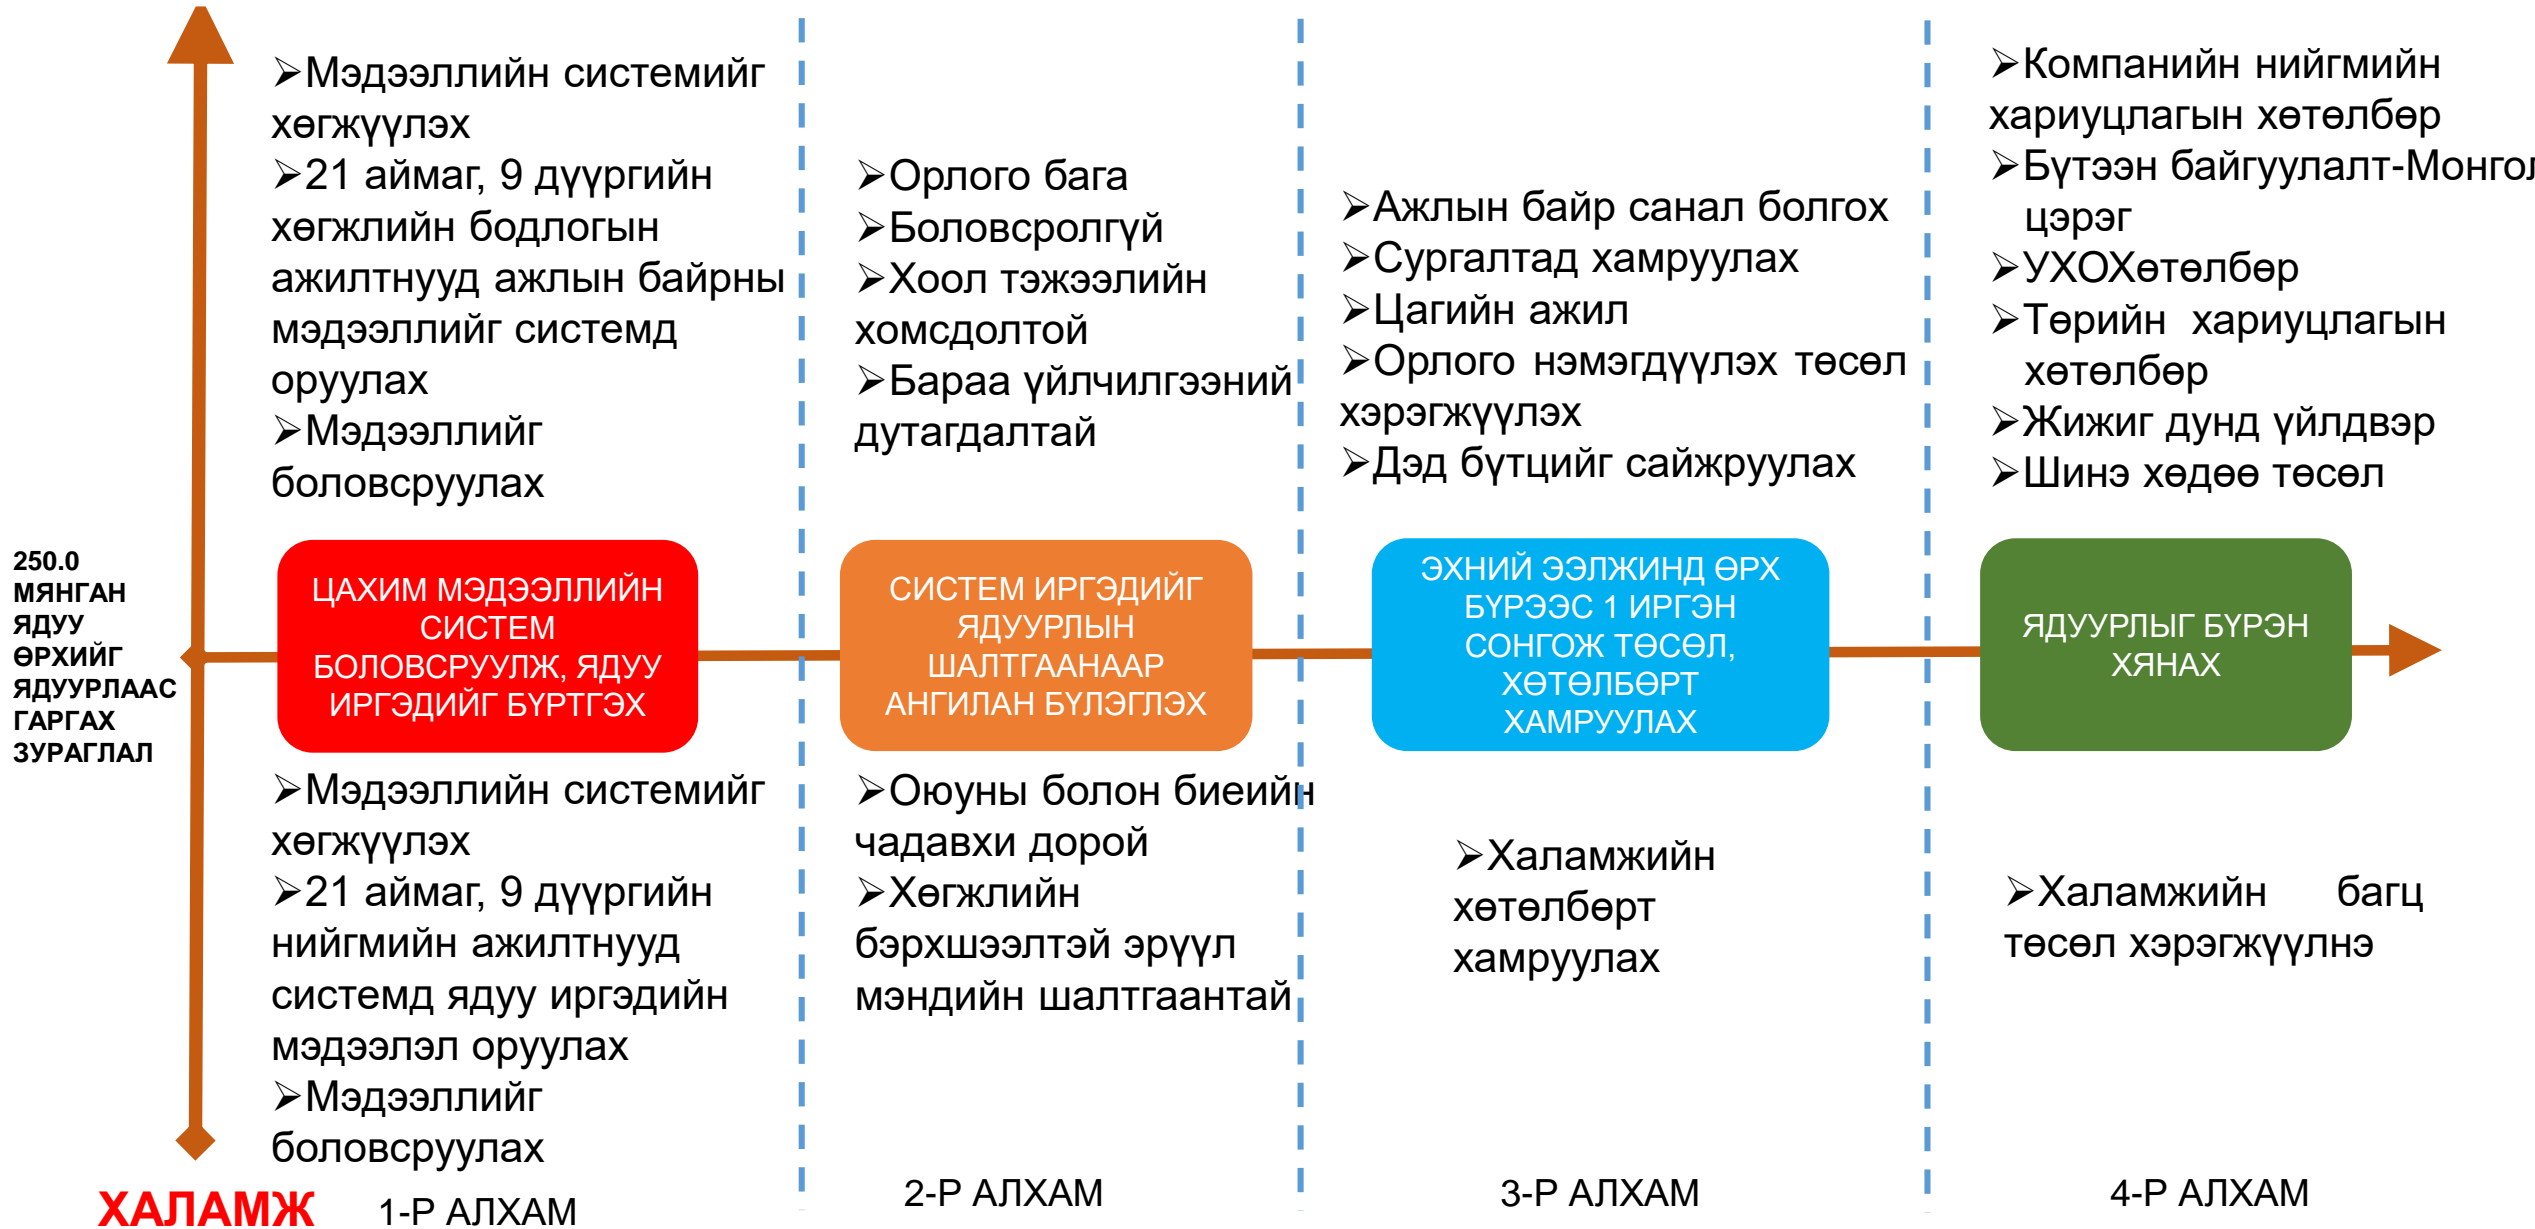 ➢Мэдээллийн системийг
хөгжүүлэх
➢21 аймаг, 9 дүүргийн
хөгжлийн бодлогын
ажилтнууд ажлын байрны
мэдээллийг системд
оруулах
➢Мэдээллийг
боловсруулах
➢Орлого бага
➢Боловсролгүй
➢Хоол тэжээлийн
хомсдолтой
➢Бараа үйлчилгээний
дутагдалтай
➢Ажлын байр санал болгох
➢Сургалтад хамруулах
➢Цагийн ажил
➢Орлого нэмэгдүүлэх төсөл
хэрэгжүүлэх
➢Дэд бүтцийг сайжруулах
➢Компанийн нийгмийн
хариуцлагын хөтөлбөр
➢Бүтээн байгуулалт-Монгол
цэрэг
➢УХОХөтөлбөр
➢Төрийн хариуцлагын
хөтөлбөр
➢Жижиг дунд үйлдвэр
➢Шинэ хөдөө төсөл
250.0
МЯНГАН
ЯДУУ
ӨРХИЙГ
ЯДУУРЛААС
ГАРГАХ
ЗУРАГЛАЛ
ЦАХИМ МЭДЭЭЛЛИЙН
СИСТЕМ
БОЛОВСРУУЛЖ, ЯДУУ
ИРГЭДИЙГ БҮРТГЭХ
СИСТЕМ ИРГЭДИЙГ
ЯДУУРЛЫН
ШАЛТГААНААР
АНГИЛАН БҮЛЭГЛЭХ
ЭХНИЙ ЭЭЛЖИНД ӨРХ
БҮРЭЭС 1 ИРГЭН
СОНГОЖ ТӨСӨЛ,
ХӨТӨЛБӨРТ
ХАМРУУЛАХ
ЯДУУРЛЫГ БҮРЭН
ХЯНАХ
➢Мэдээллийн системийг
хөгжүүлэх
➢21 аймаг, 9 дүүргийн
нийгмийн ажилтнууд
системд ядуу иргэдийн
мэдээлэл оруулах
➢Мэдээллийг
боловсруулах
➢Оюуны болон биеийн
чадавхи дорой
➢Хөгжлийн
бэрхшээлтэй эрүүл
мэндийн шалтгаантай
➢Халамжийн
хөтөлбөрт
хамруулах
➢Халамжийн багц
төсөл хэрэгжүүлнэ
ХАЛАМЖ
1-Р АЛХАМ
2-Р АЛХАМ
3-Р АЛХАМ
4-Р АЛХАМ